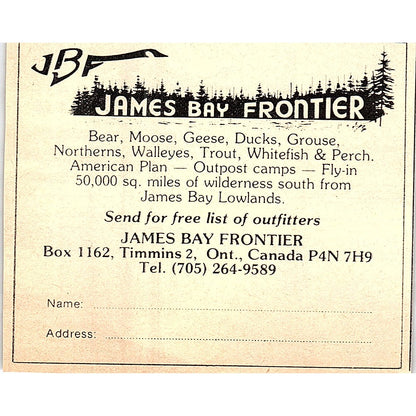 JBF
JAMES BAY FRONTIER
Bear, Moose, Geese, Ducks, Grouse,
Northerns, Walleyes, Trout, Whitefish & Perch.
American Plan — Outpost camps — Fly-in
50,000 sq. miles of wilderness south from
James Bay Lowlands.
Send for free list of outfitters
JAMES BAY FRONTIER
Box 1162, Timmins 2, Ont., Canada P4N 7H9
Tel. (705) 264-9589
Name:
Address: